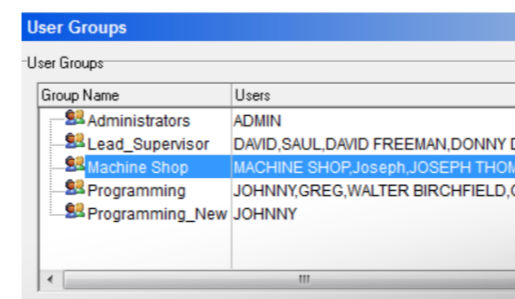 User Groups
User Groups
Group Name Users
Administrators ADMIN
Lead_Supervisor DAVID,SAUL,DAVID FREEMAN,DONNY
Machine Shop MACHINE SHOP,Joseph,JOSEPH
Programming JOHNNY,GREG,WALTER BIRCHFIELD,
Programming_New JOHNNY